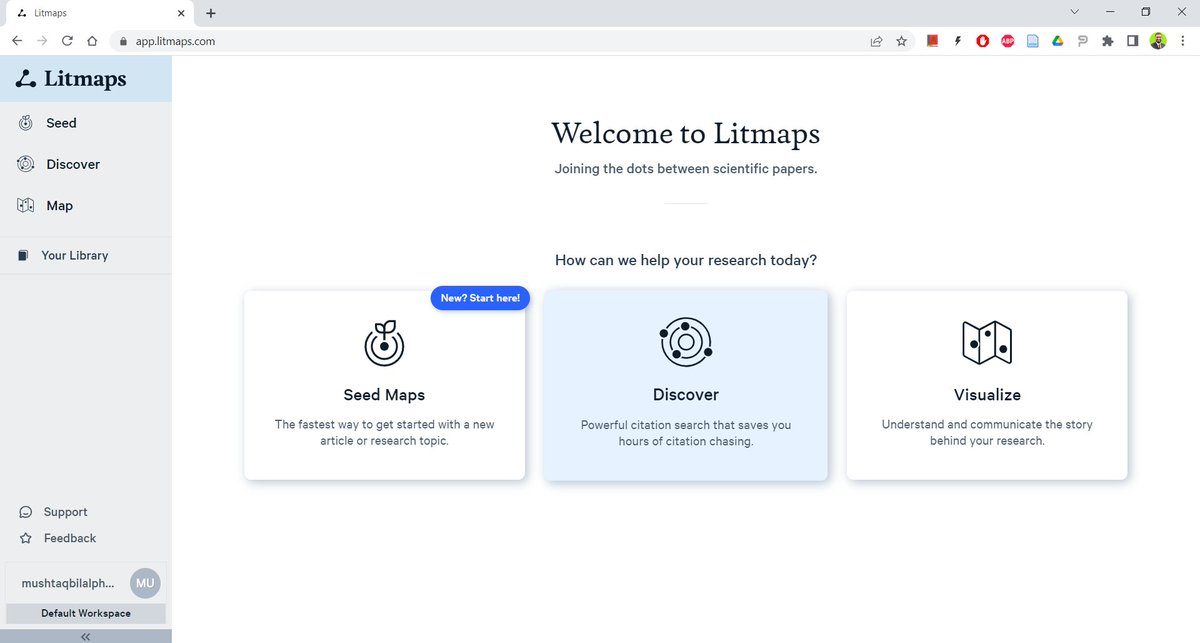 Litmaps
app.litmaps.com
ABP
Litmaps
Seed
Discover
Map
Your Library
Welcome to Litmaps
Joining the dots between scientific papers.
How can we help your research today?
New? Start here!
Seed Maps
The fastest way to get started with a new
article or research topic.
Discover
Powerful citation search that saves you
hours of citation chasing.
Visualize
Understand and communicate the story
behind your research.
Support
Feedback
mushtaqbilalph...
MU
Default Workspace